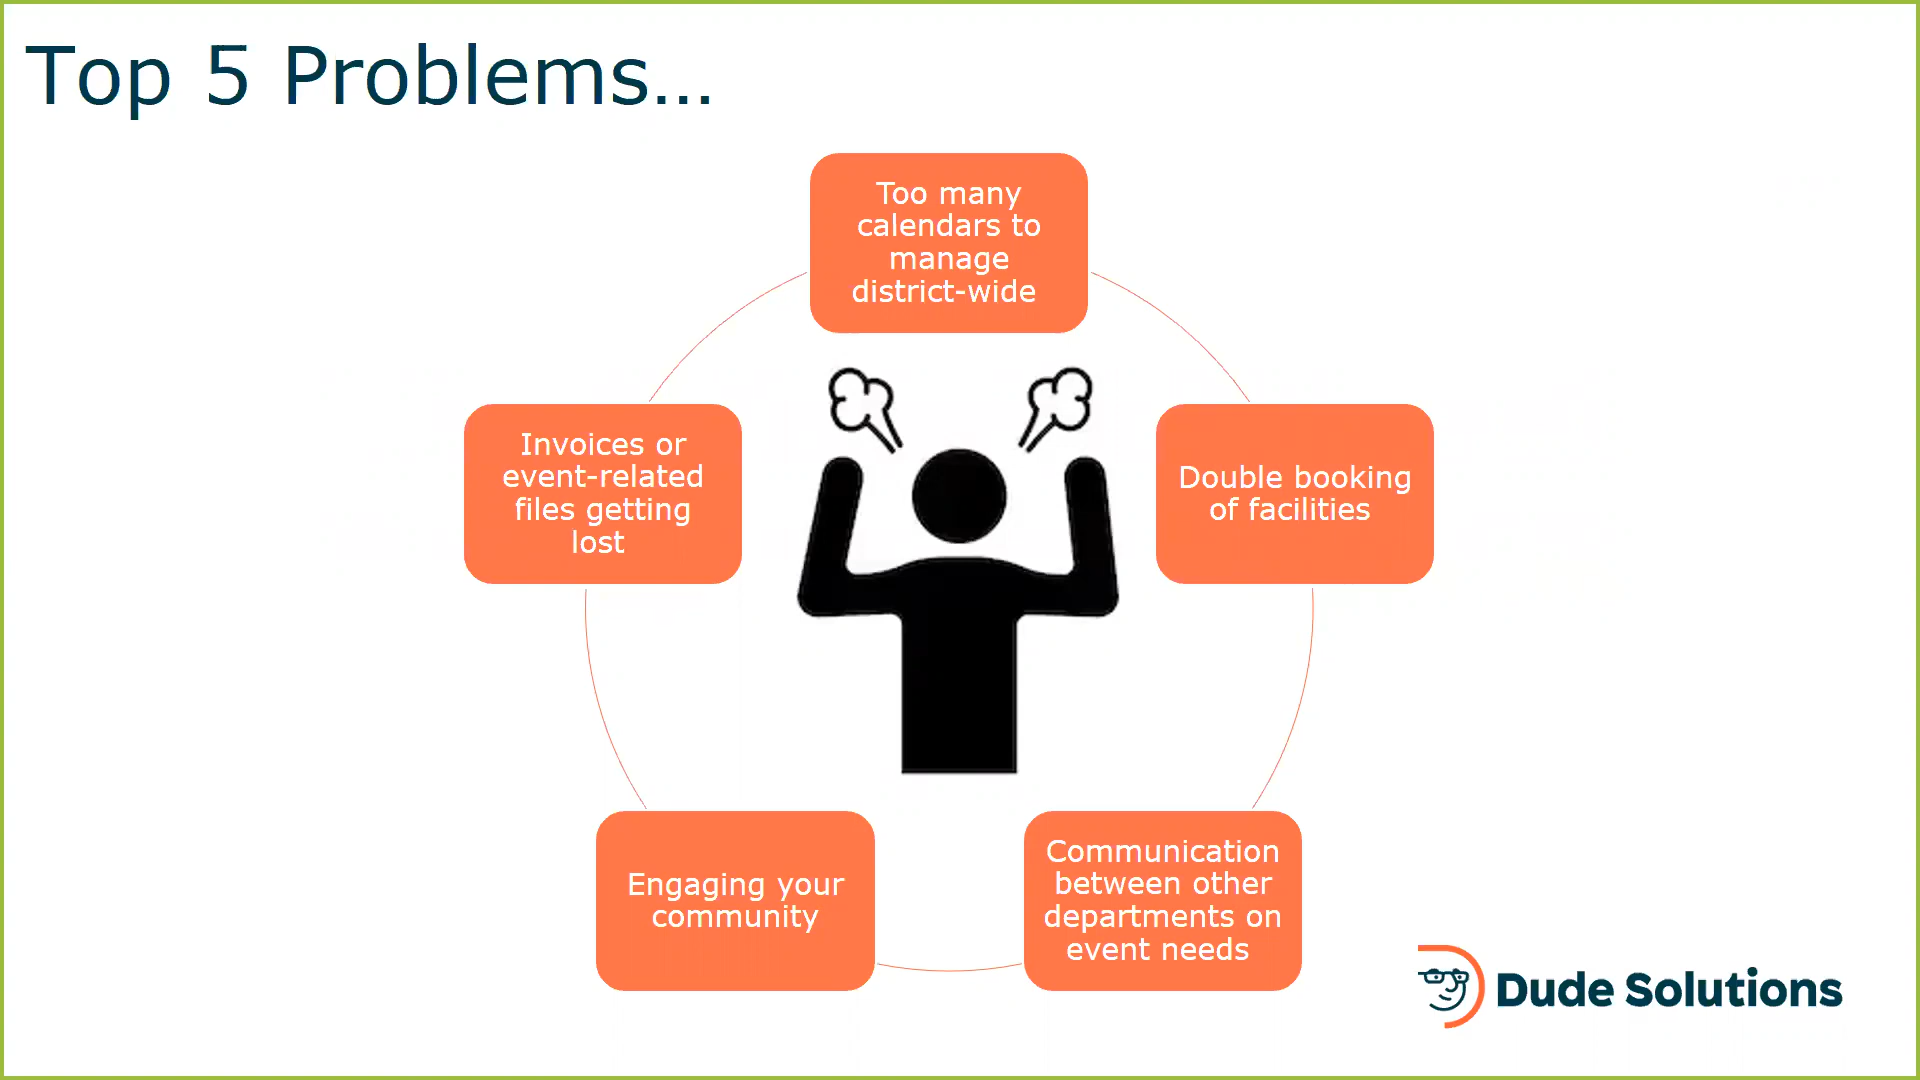 Top 5 Problems...
Too many
calendars to
manage
district-wide
Double booking
of facilities
Communication
between other
departments on
event needs
Engaging your
community
Invoices or
event-related
files getting
lost
Dude Solutions